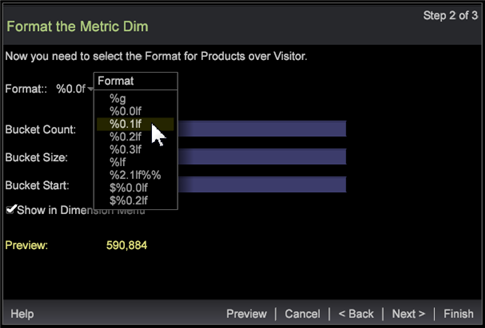 Format the Metric Dim
Step 2 of 3
Now you need to select the Format for Products over Visitor.
Format:: %0.0f
Format
%g
%0.0lf
%0.1lf
%0.2lf
%0.3lf
%lf
%2.1lf%%
$%0.0lf
$%0.2lf
Bucket Count:
Bucket Size:
Bucket Start:
Show in Dimension Menu
Preview: 590,884
Help Preview | Cancel | < Back | Next > | Finish